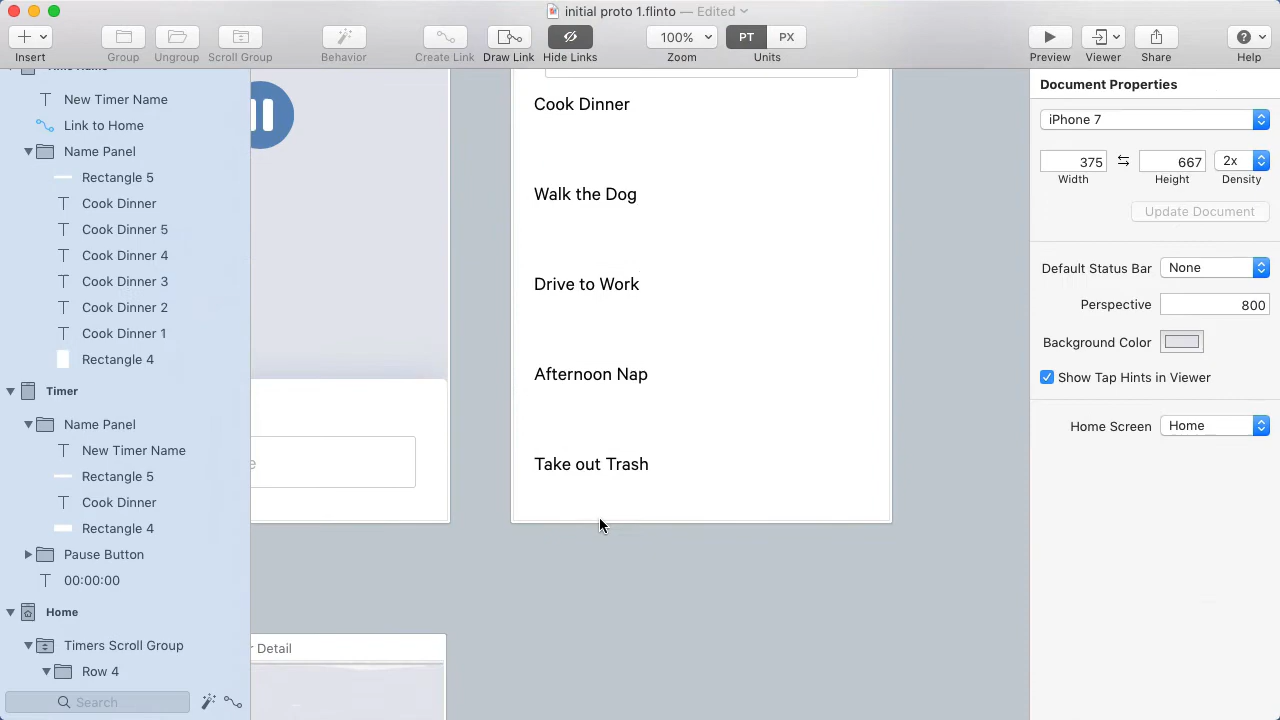 initial proto 1.flinto — Edited
Insert
Group
Ungroup
Scroll Group
Behavior
Create Link
Draw Link
Hide Links
100%
Zoom
PT
PX
Units
Preview
Viewer
Share
?
Help
New Timer Name
Link to Home
Name Panel
Rectangle 5
Cook Dinner
Cook Dinner 5
Cook Dinner 4
Cook Dinner 3
Cook Dinner 2
Cook Dinner 1
Rectangle 4
Timer
Name Panel
New Timer Name
Rectangle 5
Cook Dinner
Rectangle 4
Pause Button
00:00:00
Home
Timers Scroll Group
Row 4
Search
Cook Dinner
Walk the Dog
Drive to Work
Afternoon Nap
Take out Trash
Detail
Document Properties
iPhone 7
375
667
2x
Width
Height
Density
Update Document
Default Status Bar
None
Perspective
800
Background Color
Show Tap Hints in Viewer
Home Screen
Home